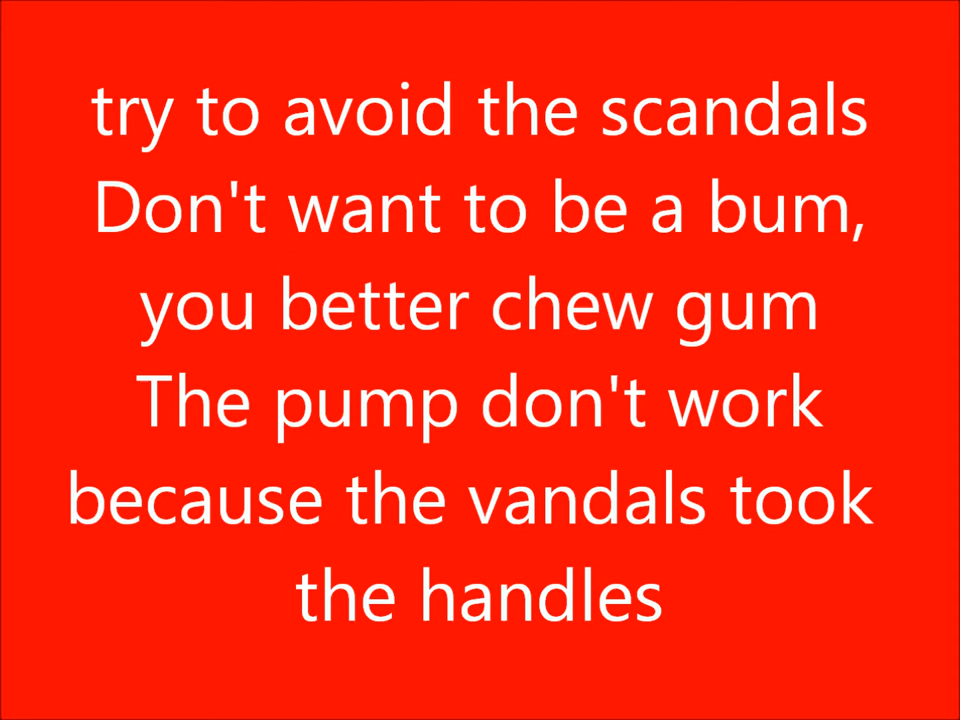 try to avoid the scandals
Don't want to be a bum,
you better chew gum
The pump don't work
because the vandals took
the handles